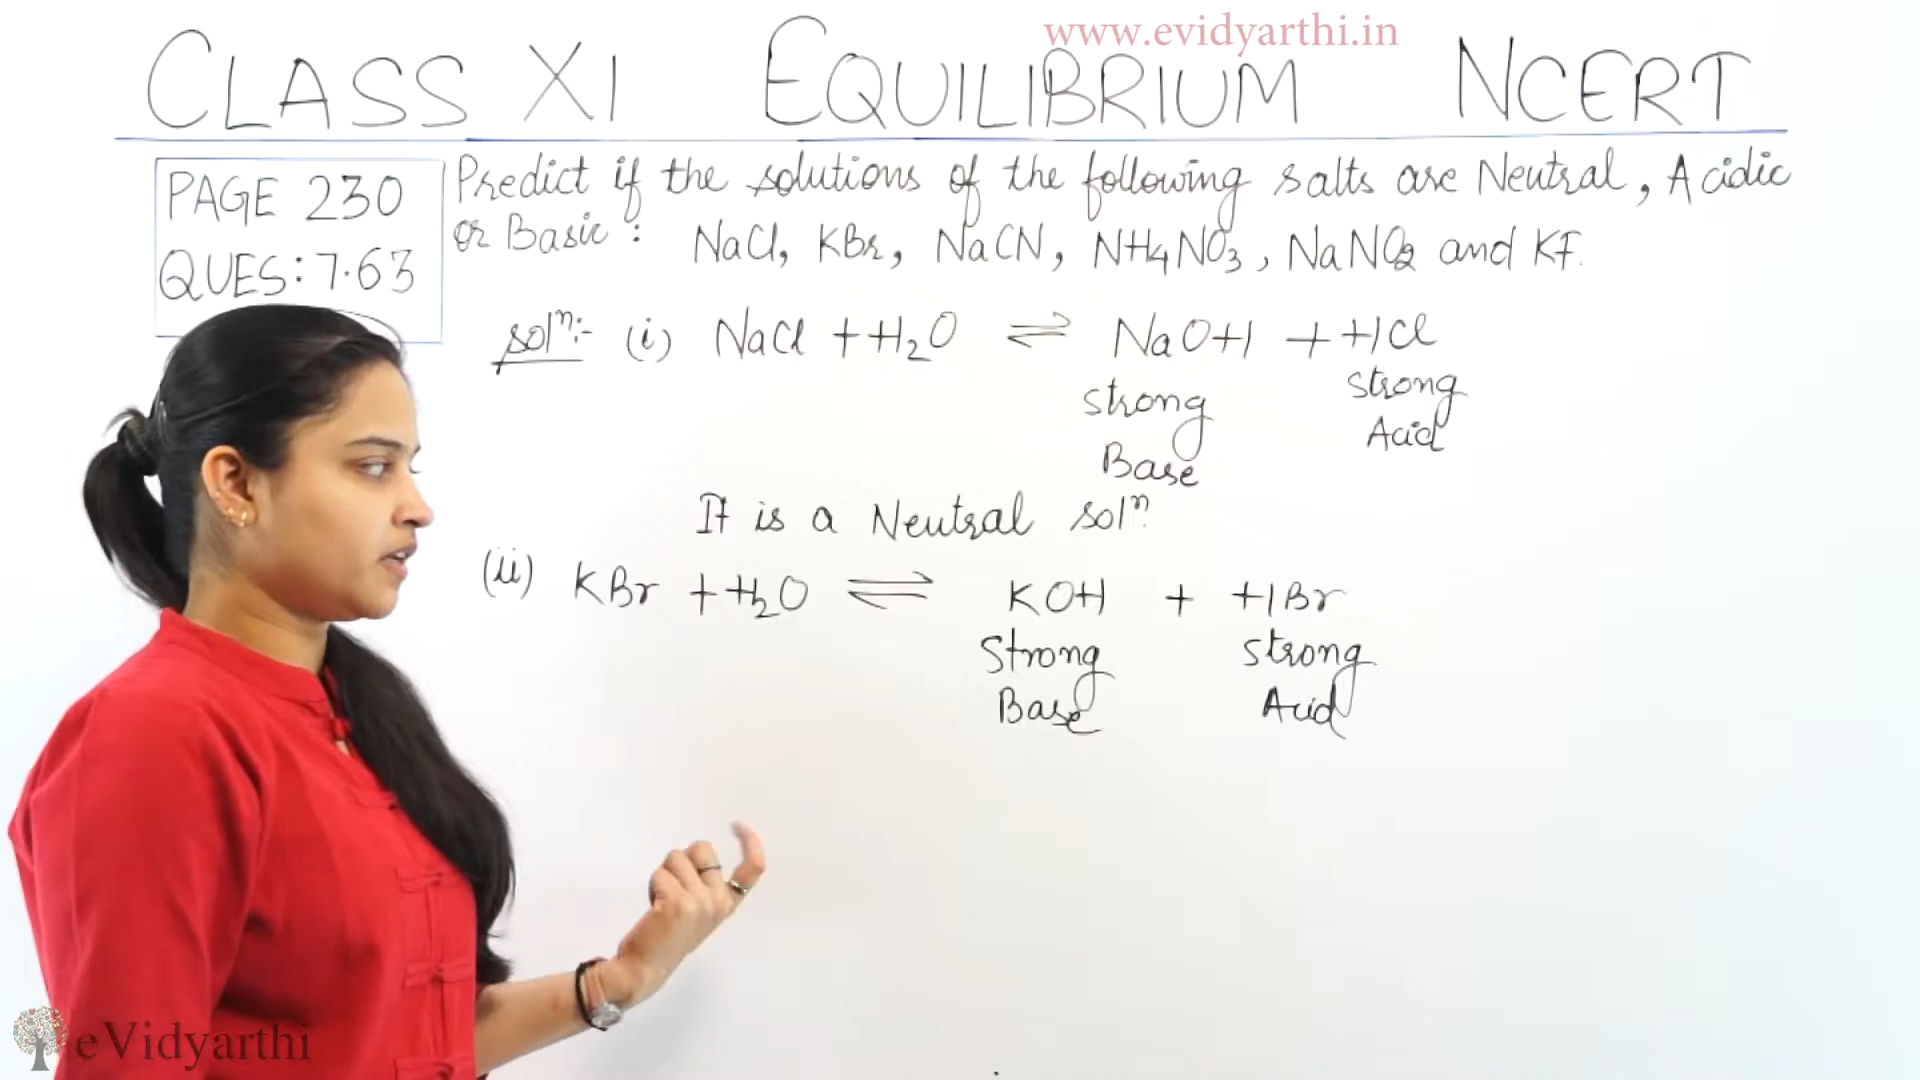 www.evidyarthi.in
CLASS XI EQUILIBRIUM NCERT
PAGE 230
QUES: 7.63
Predict if the solutions of the following salts are Neutral, Acidic
or Basic: NaCl, KBr, NaCN, NH4NO3, NaNO2 and KF.
solⁿ:- (i) NaCl + H₂O ⇌ NaOH + HCl
strong Base strong Acid
It is a Neutral solⁿ.
(ii) KBr + H₂O ⇌ KOH + HBr
Strong strong
Base Acid
eVidyarthi